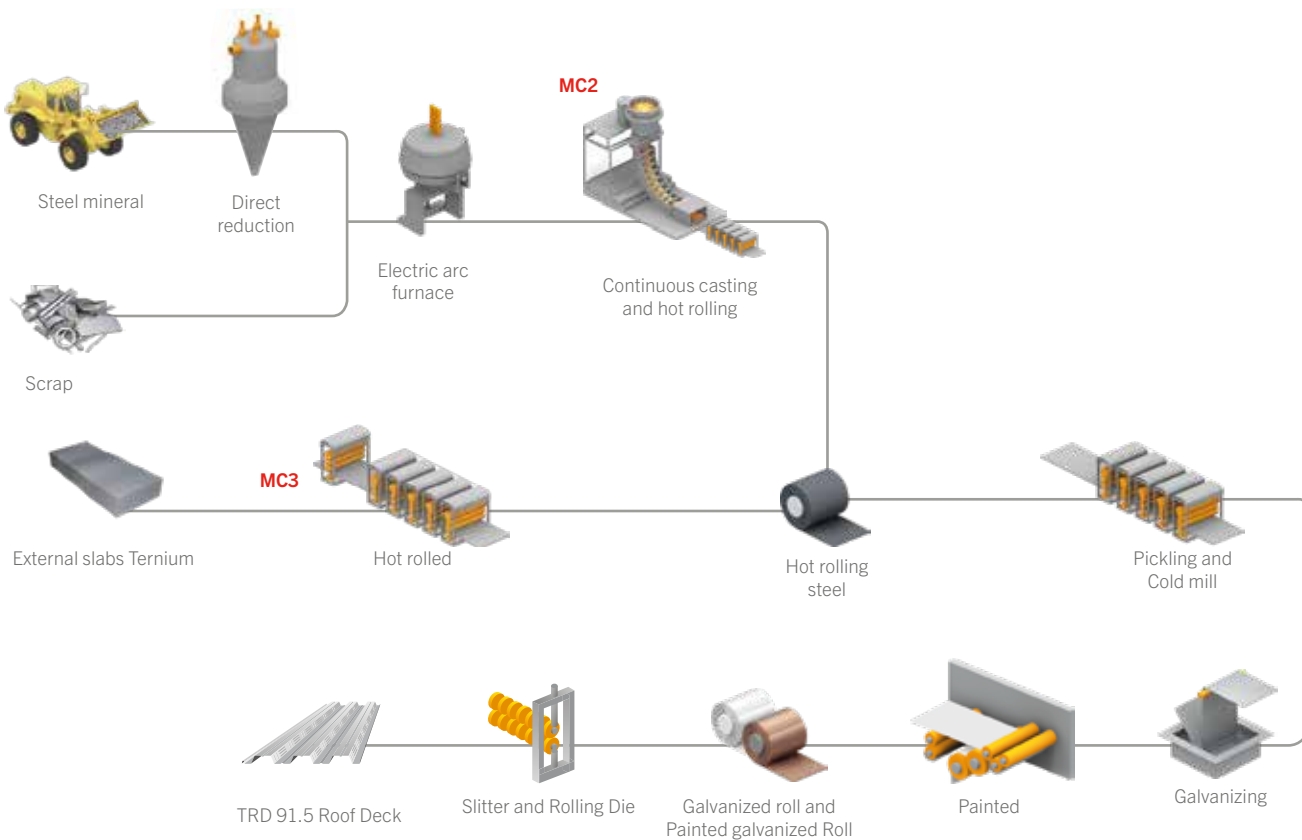 MC2
Steel mineral
Direct
reduction
Electric arc
furnace
Continuous casting
and hot rolling
Scrap
MC3
External slabs Ternium
Hot rolled
Hot rolling
steel
Pickling and
Cold mill
TRD 91.5 Roof Deck
Slitter and Rolling Die
Galvanized roll and
Painted galvanized Roll
Painted
Galvanizing